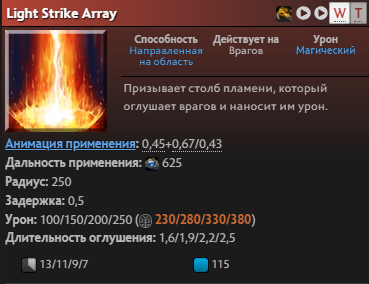 Light Strike Array
W T
Способность Действует на Урон
Направленная на область Врагов Магический
Призывает столб пламени, который
оглушает врагов и наносит им урон.
Анимация применения: 0,45+0,67/0,43
Дальность применения: 625
Радиус: 250
Задержка: 0,5
Урон: 100/150/200/250 ( 230/280/330/380)
Длительность оглушения: 1,6/1,9/2,2/2,5
13/11/9/7 115